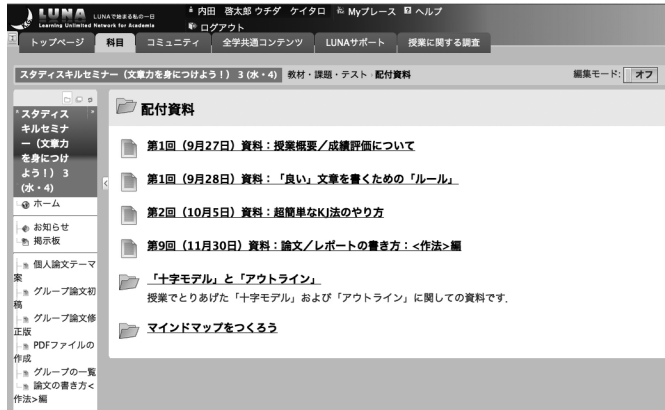 LUNA LUNAで始まる私の一日
Learning Unlimited Network for Academia
内田 啓太郎 ウチダ ケイタロ Myプレース ヘルプ
ログアウト
トップページ 科目 コミュニティ 全学共通コンテンツ LUNAサポート 授業に関する調査
スタディスキルセミナー（文章力を身につけよう！） 3 (水・4) 教材・課題・テスト 配付資料 編集モード: オフ
スタディス
キルセミナ
ー（文章力
を身につけ
よう！） 3
(水・4)
ホーム
お知らせ
掲示板
個人論文テーマ
案
グループ論文初
稿
グループ論文修
正版
PDFファイルの
作成
グループの一覧
論文の書き方<
作法>編
配付資料
第1回（9月27日）資料：授業概要／成績評価について
第1回（9月28日）資料：「良い」文章を書くための「ルール」
第2回（10月5日）資料：超簡単なKJ法のやり方
第9回（11月30日）資料：論文／レポートの書き方：<作法>編
「十字モデル」と「アウトライン」
授業でとりあげた「十字モデル」および「アウトライン」に関しての資料です.
マインドマップをつくろう